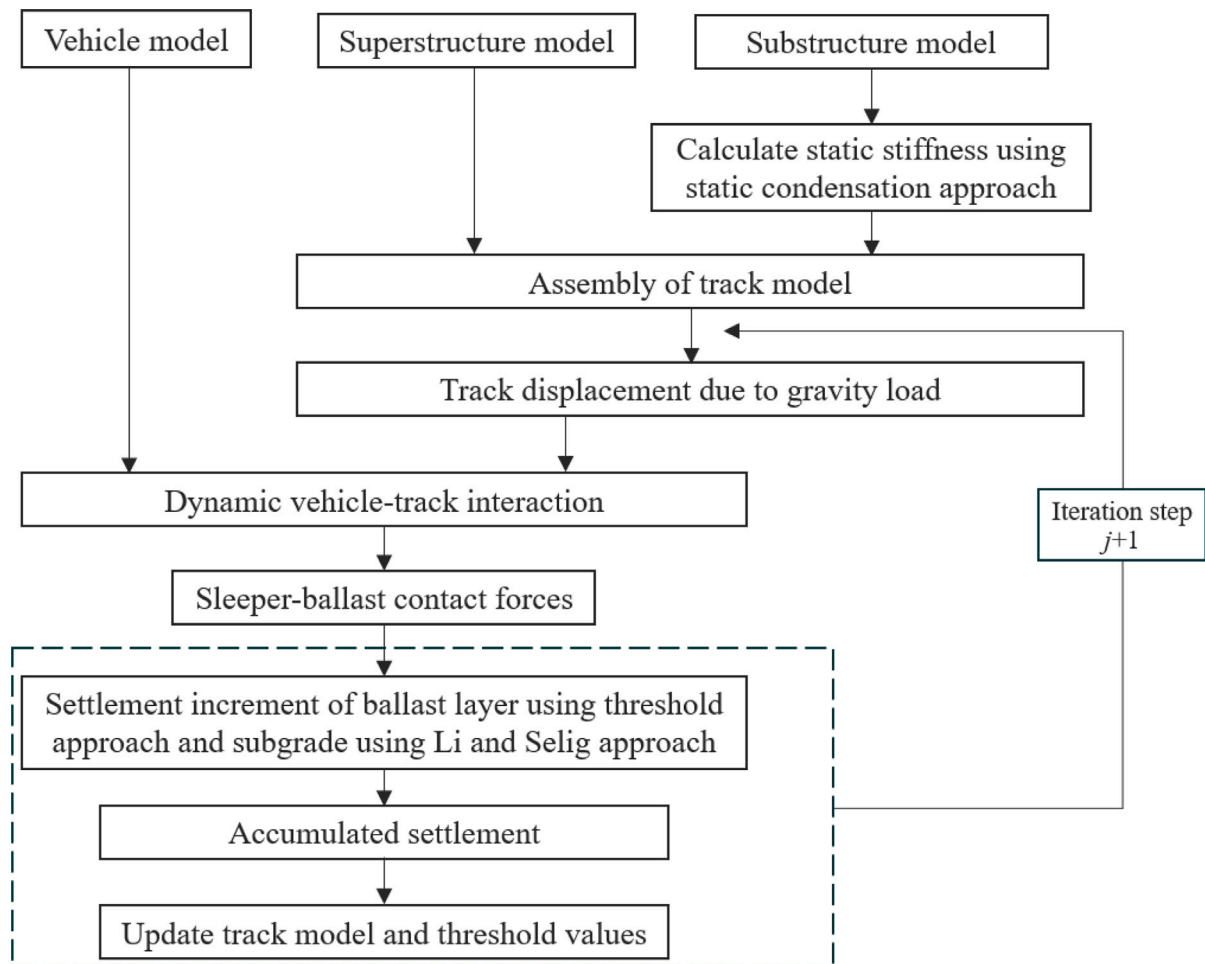 Vehicle model
Superstructure model
Substructure model
Calculate static stiffness using
static condensation approach
Assembly of track model
Track displacement due to gravity load
Dynamic vehicle-track interaction
Iteration step
j+1
Sleeper-ballast contact forces
Settlement increment of ballast layer using threshold
approach and subgrade using Li and Selig approach
Accumulated settlement
Update track model and threshold values